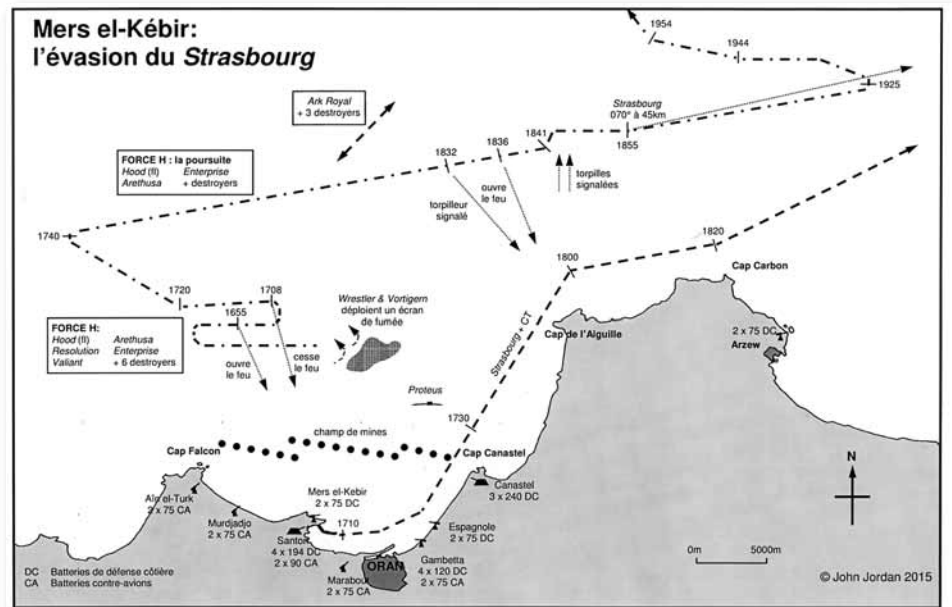 Mers el-Kébir:
l'évasion du Strasbourg
1954
1944
1925
Ark Royal
+ 3 destroyers
Strasbourg
070° à 45km
1855
1841
1836
1832
FORCE H : la poursuite
Hood (fl) Enterprise
Arethusa + destroyers
ouvre
le feu
torpilles
signalées
torpilleur
signalé
1740
1820
1800
Cap Carbon
1720
1708
1655
Wrestler & Vortigern
déploient un écran
de fumée
FORCE H:
Hood (fl) Arethusa
Resolution Enterprise
Valiant + 6 destroyers
ouvre
le feu
cesse
le feu
Strasbourg + CT
Cap de l'Aiguille
2 x 75 DC
Arzew
Proteus
1730
champ de mines
Cap Falcon
Cap Canastel
N
Canastel
3 x 240 DC
Aïn el-Turk
2 x 75 CA
Mers el-Kebir
2 x 75 DC
Murdjadjo
2 x 75 CA
1710
Espagnole
2 x 75 DC
Santon
4 x 194 DC
2 x 90 CA
Gambetta
4 x 120 DC
2 x 75 CA
ORAN
Marabout
2 x 75 CA
0m 5000m
DC Batteries de défense côtière
CA Batteries contre-avions
© John Jordan 2015